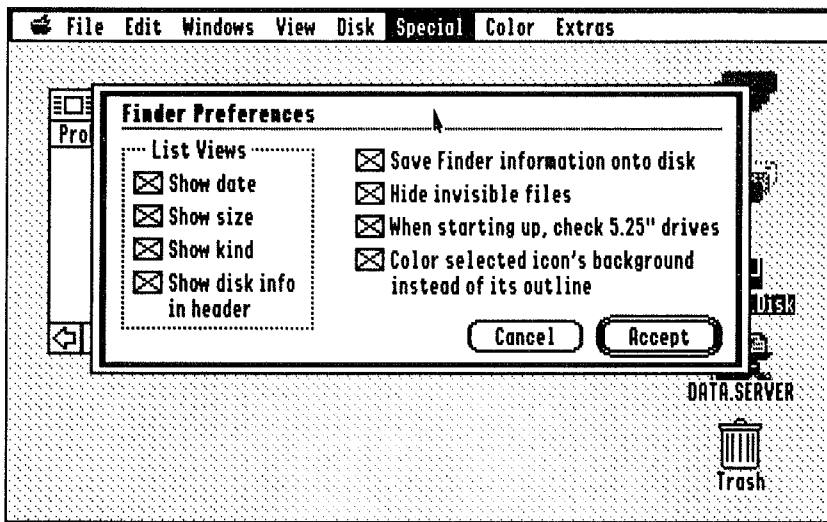 File Edit Windows View Disk Special Color Extras
Finder Preferences
List Views
Show date
Show size
Show kind
Show disk info
in header
Save Finder information onto disk
Hide invisible files
When starting up, check 5.25" drives
Color selected icon's background
instead of its outline
Cancel
Accept
Disk
DATA.SERVER
Trash